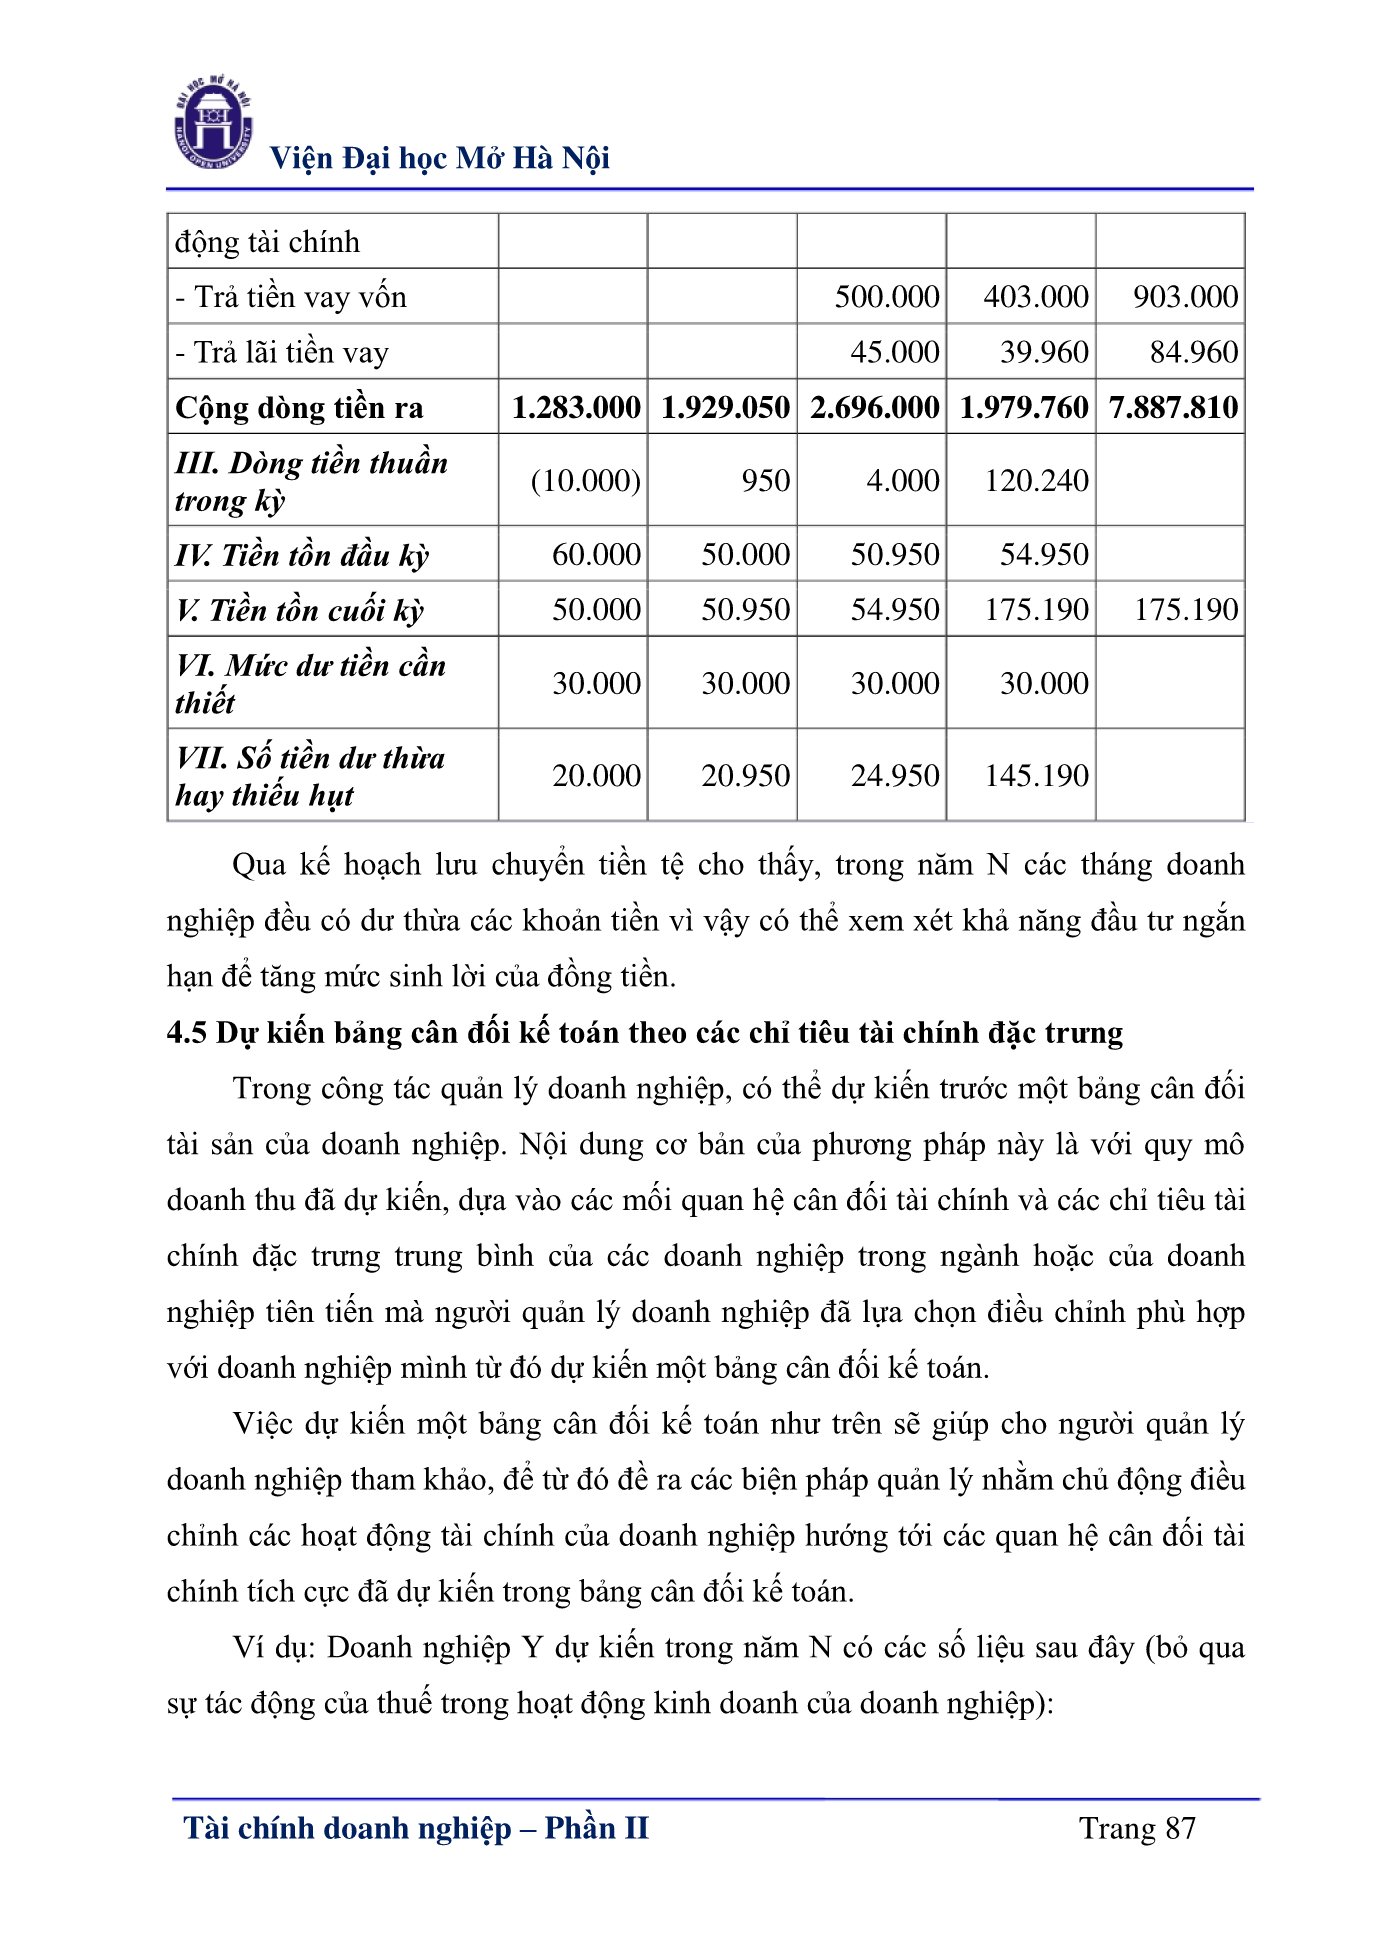 ĐẠI HỌC MỞ HÀ NỘI
HANOI OPEN UNIVERSITY
Viện Đại học Mở Hà Nội
động tài chính
- Trả tiền vay vốn 500.000 403.000 903.000
- Trả lãi tiền vay 45.000 39.960 84.960
Cộng dòng tiền ra 1.283.000 1.929.050 2.696.000 1.979.760 7.887.810
III. Dòng tiền thuần
trong kỳ (10.000) 950 4.000 120.240
IV. Tiền tồn đầu kỳ 60.000 50.000 50.950 54.950
V. Tiền tồn cuối kỳ 50.000 50.950 54.950 175.190 175.190
VI. Mức dư tiền cần
thiết 30.000 30.000 30.000 30.000
VII. Số tiền dư thừa
hay thiếu hụt 20.000 20.950 24.950 145.190
Qua kế hoạch lưu chuyển tiền tệ cho thấy, trong năm N các tháng doanh
nghiệp đều có dư thừa các khoản tiền vì vậy có thể xem xét khả năng đầu tư ngắn
hạn để tăng mức sinh lời của đồng tiền.
4.5 Dự kiến bảng cân đối kế toán theo các chỉ tiêu tài chính đặc trưng
Trong công tác quản lý doanh nghiệp, có thể dự kiến trước một bảng cân đối
tài sản của doanh nghiệp. Nội dung cơ bản của phương pháp này là với quy mô
doanh thu đã dự kiến, dựa vào các mối quan hệ cân đối tài chính và các chỉ tiêu tài
chính đặc trưng trung bình của các doanh nghiệp trong ngành hoặc của doanh
nghiệp tiên tiến mà người quản lý doanh nghiệp đã lựa chọn điều chỉnh phù hợp
với doanh nghiệp mình từ đó dự kiến một bảng cân đối kế toán.
Việc dự kiến một bảng cân đối kế toán như trên sẽ giúp cho người quản lý
doanh nghiệp tham khảo, để từ đó đề ra các biện pháp quản lý nhằm chủ động điều
chỉnh các hoạt động tài chính của doanh nghiệp hướng tới các quan hệ cân đối tài
chính tích cực đã dự kiến trong bảng cân đối kế toán.
Ví dụ: Doanh nghiệp Y dự kiến trong năm N có các số liệu sau đây (bỏ qua
sự tác động của thuế trong hoạt động kinh doanh của doanh nghiệp):
Tài chính doanh nghiệp – Phần II Trang 87